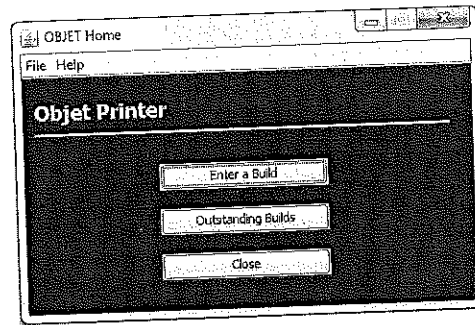 OBJET Home
File Help
Objet Printer
Enter a Build
Outstanding Builds
Close